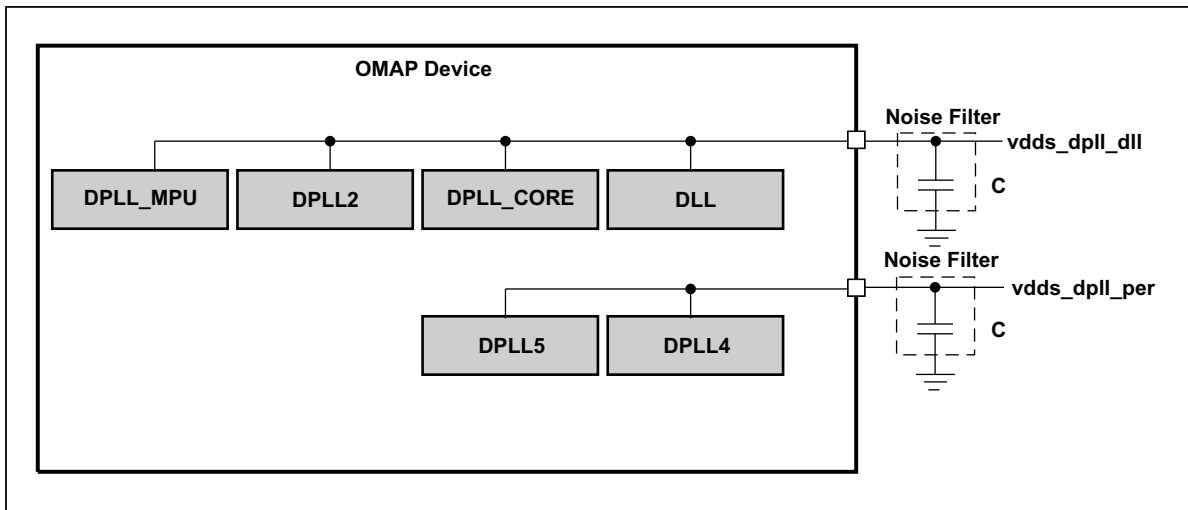 OMAP Device
Noise Filter
vdds_dpll_dll
C
DPLL_MPU
DPLL2
DPLL_CORE
DLL
Noise Filter
vdds_dpll_per
C
DPLL5
DPLL4